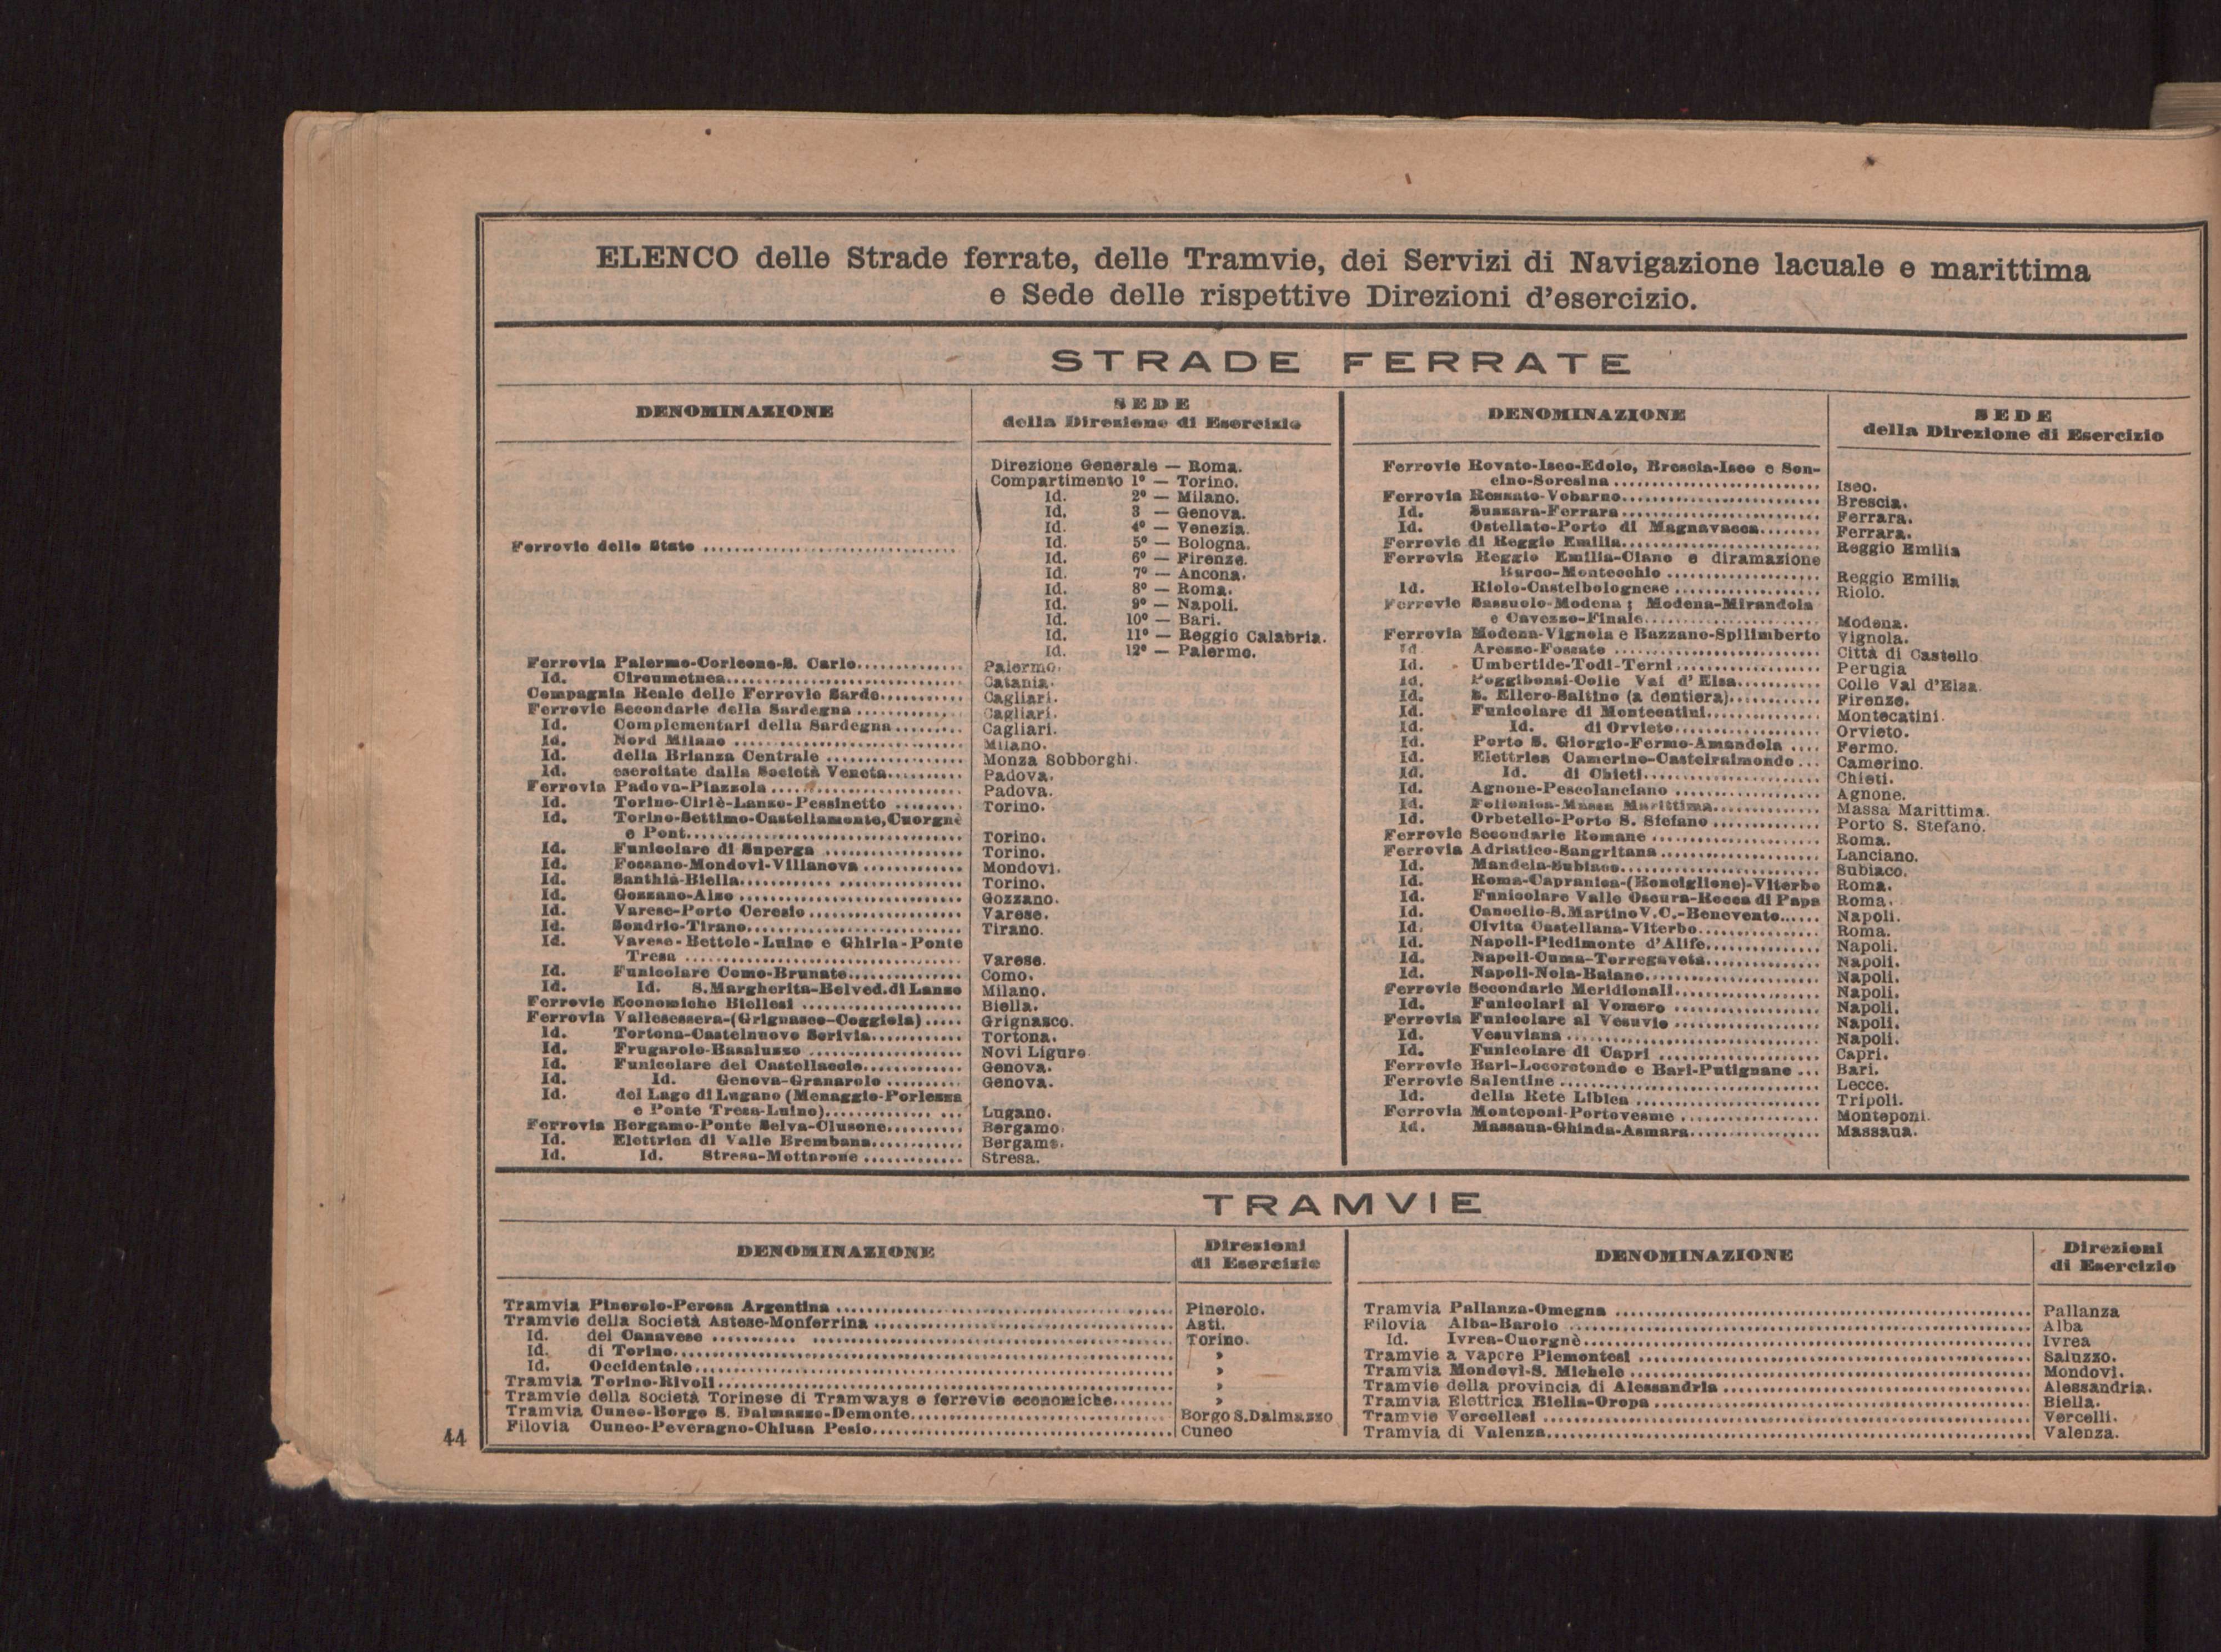 ELENCO delle Strade ferrate, delle Tramvie, dei Servizi di Navigazione lacuale e marittima
e Sede delle rispettive Direzioni d'esercizio.
STRADE FERRATE
DENOMINAZIONE
SEDE
della Direzione di Esercizio
Ferrovie dello Stato
Direzione Generale — Roma.
Compartimento 1º — Torino.
Id. 2º — Milano.
Id. 3 — Genova.
Id. 4º — Venezia.
Id. 5º — Bologna.
Id. 6º — Firenze.
Id. 7º — Ancona.
Id. 8º — Roma.
Id. 9º — Napoli.
Id. 10º — Bari.
Id. 11º — Reggio Calabria.
Id. 12º — Palermo.
Ferrovia Palermo-Corleone-S. Carlo ... Palermo.
Id. Circumetnea ... Catania.
Compagnia Reale delle Ferrovie Sarde ... Cagliari.
Ferrovie Secondarie della Sardegna ... Cagliari.
Id. Complementari della Sardegna ... Cagliari.
Id. Nord Milano ... Milano.
Id. della Brianza Centrale ... Monza Sobborghi.
Id. esercitate dalla Società Veneta ... Padova.
Ferrovia Padova-Piazzola ... Padova.
Id. Torino-Ciriè-Lanzo-Pessinetto ... Torino.
Id. Torino-Settimo-Castellamonte, Cuorgnè
e Pont ... Torino.
Id. Funicolare di Superga ... Torino.
Id. Fossano-Mondovì-Villanova ... Mondovì.
Id. Santhià-Biella ... Torino.
Id. Gozzano-Alzo ... Gozzano.
Id. Varese-Porto Ceresio ... Varese.
Id. Sondrio-Tirano ... Tirano.
Id. Varese-Bettole-Luino e Ghirla-Ponte
Tresa ... Varese.
Id. Funicolare Como-Brunate ... Como.
Id. Id. S. Margherita-Belved. di Lanzo ... Milano.
Ferrovie Economiche Biellesi ... Biella.
Ferrovia Vallesessera-(Grignasco-Coggiola) ... Grignasco.
Id. Tortona-Castelnuovo Scrivia ... Tortona.
Id. Frugarolo-Basaluzzo ... Novi Ligure
Id. Funicolare del Castellaccio ... Genova.
Id. Id. Genova-Granarolo ... Genova.
Id. del Lago di Lugano (Menaggio-Porlezza
e Ponte Tresa-Luino) ... Lugano.
Ferrovia Bergamo-Ponte Selva-Clusone ... Bergamo.
Id. Elettrica di Valle Brembana ... Bergamo.
Id. Id. Stresa-Mottarone ... Stresa.
DENOMINAZIONE
SEDE
della Direzione di Esercizio
Ferrovie Rovato-Iseo-Edolo, Brescia-Iseo e Son-
cino-Soresina ... Iseo.
Ferrovia Rezzato-Vobarno ... Brescia.
Id. Suzzara-Ferrara ... Ferrara.
Id. Ostellato-Porto di Magnavacca ... Ferrara.
Ferrovie di Reggio Emilia ... Reggio Emilia
Ferrovia Reggio Emilia-Ciano e diramazione
Barco-Montecchio ... Reggio Emilia
Id. Riolo-Castelbolognese ... Riolo.
Ferrovie Sassuolo-Modena; Modena-Mirandola
e Cavezzo-Finale ... Modena.
Ferrovia Modena-Vignola e Bazzano-Spilimberto Vignola.
Id. Arezzo-Fossato ... Città di Castello
Id. Umbertide-Todi-Terni ... Perugia
Id. Poggibonsi-Colle Val d'Elsa ... Colle Val d'Elsa.
Id. S. Ellero-Saltino (a dentiera) ... Firenze.
Id. Funicolare di Montecatini ... Montecatini.
Id. Id. di Orvieto ... Orvieto.
Id. Porto S. Giorgio-Fermo-Amandola ... Fermo.
Id. Elettrica Camerino-Castelraimondo ... Camerino.
Id. Id. di Chieti ... Chieti.
Id. Agnone-Pescolanciano ... Agnone.
Id. Follonica-Massa Marittima ... Massa Marittima.
Id. Orbetello-Porto S. Stefano ... Porto S. Stefano.
Ferrovie Secondarie Romane ... Roma.
Ferrovia Adriatico-Sangritana ... Lanciano.
Id. Mandela-Subiaco ... Subiaco.
Id. Roma-Capranica-(Ronciglione)-Viterbo Roma.
Id. Funicolare Valle Oscura-Rocca di Papa Roma.
Id. Cancello-S. Martino V. C.-Benevento ... Napoli.
Id. Civita Castellana-Viterbo ... Roma.
Id. Napoli-Piedimonte d'Alife ... Napoli.
Id. Napoli-Cuma-Torregaveta ... Napoli.
Id. Napoli-Nola-Baiano ... Napoli.
Ferrovie Secondarie Meridionali ... Napoli.
Id. Funicolari al Vomero ... Napoli.
Ferrovia Funicolare al Vesuvio ... Napoli.
Id. Vesuviana ... Napoli.
Id. Funicolare di Capri ... Capri.
Ferrovie Bari-Locorotondo e Bari-Putignano ... Bari.
Ferrovie Salentine ... Lecce.
Id. della Rete Libica ... Tripoli.
Ferrovia Monteponi-Portovesme ... Monteponi.
Id. Massaua-Ghinda-Asmara ... Massaua.
TRAMVIE
DENOMINAZIONE
Direzioni
di Esercizio
Tramvia Pinerolo-Perosa Argentina ... Pinerolo.
Tramvie della Società Astese-Monferrina ... Asti.
Id. del Canavese ... Torino.
Id. di Torino ... »
Id. Occidentale ... »
Tramvia Torino-Rivoli ... »
Tramvie della Società Torinese di Tramways e ferrovie economiche ... »
Tramvia Cuneo-Borgo S. Dalmazzo-Demonte ... Borgo S. Dalmazzo
Filovia Cuneo-Peveragno-Chiusa Pesio ... Cuneo
DENOMINAZIONE
Direzioni
di Esercizio
Tramvia Pallanza-Omegna ... Pallanza
Filovia Alba-Barolo ... Alba
Id. Ivrea-Cuorgnè ... Ivrea
Tramvie a vapore Piemontesi ... Saluzzo.
Tramvia Mondovì-S. Michele ... Mondovì.
Tramvie della provincia di Alessandria ... Alessandria.
Tramvia Elettrica Biella-Oropa ... Biella.
Tramvie Vercellesi ... Vercelli.
Tramvia di Valenza ... Valenza.
44